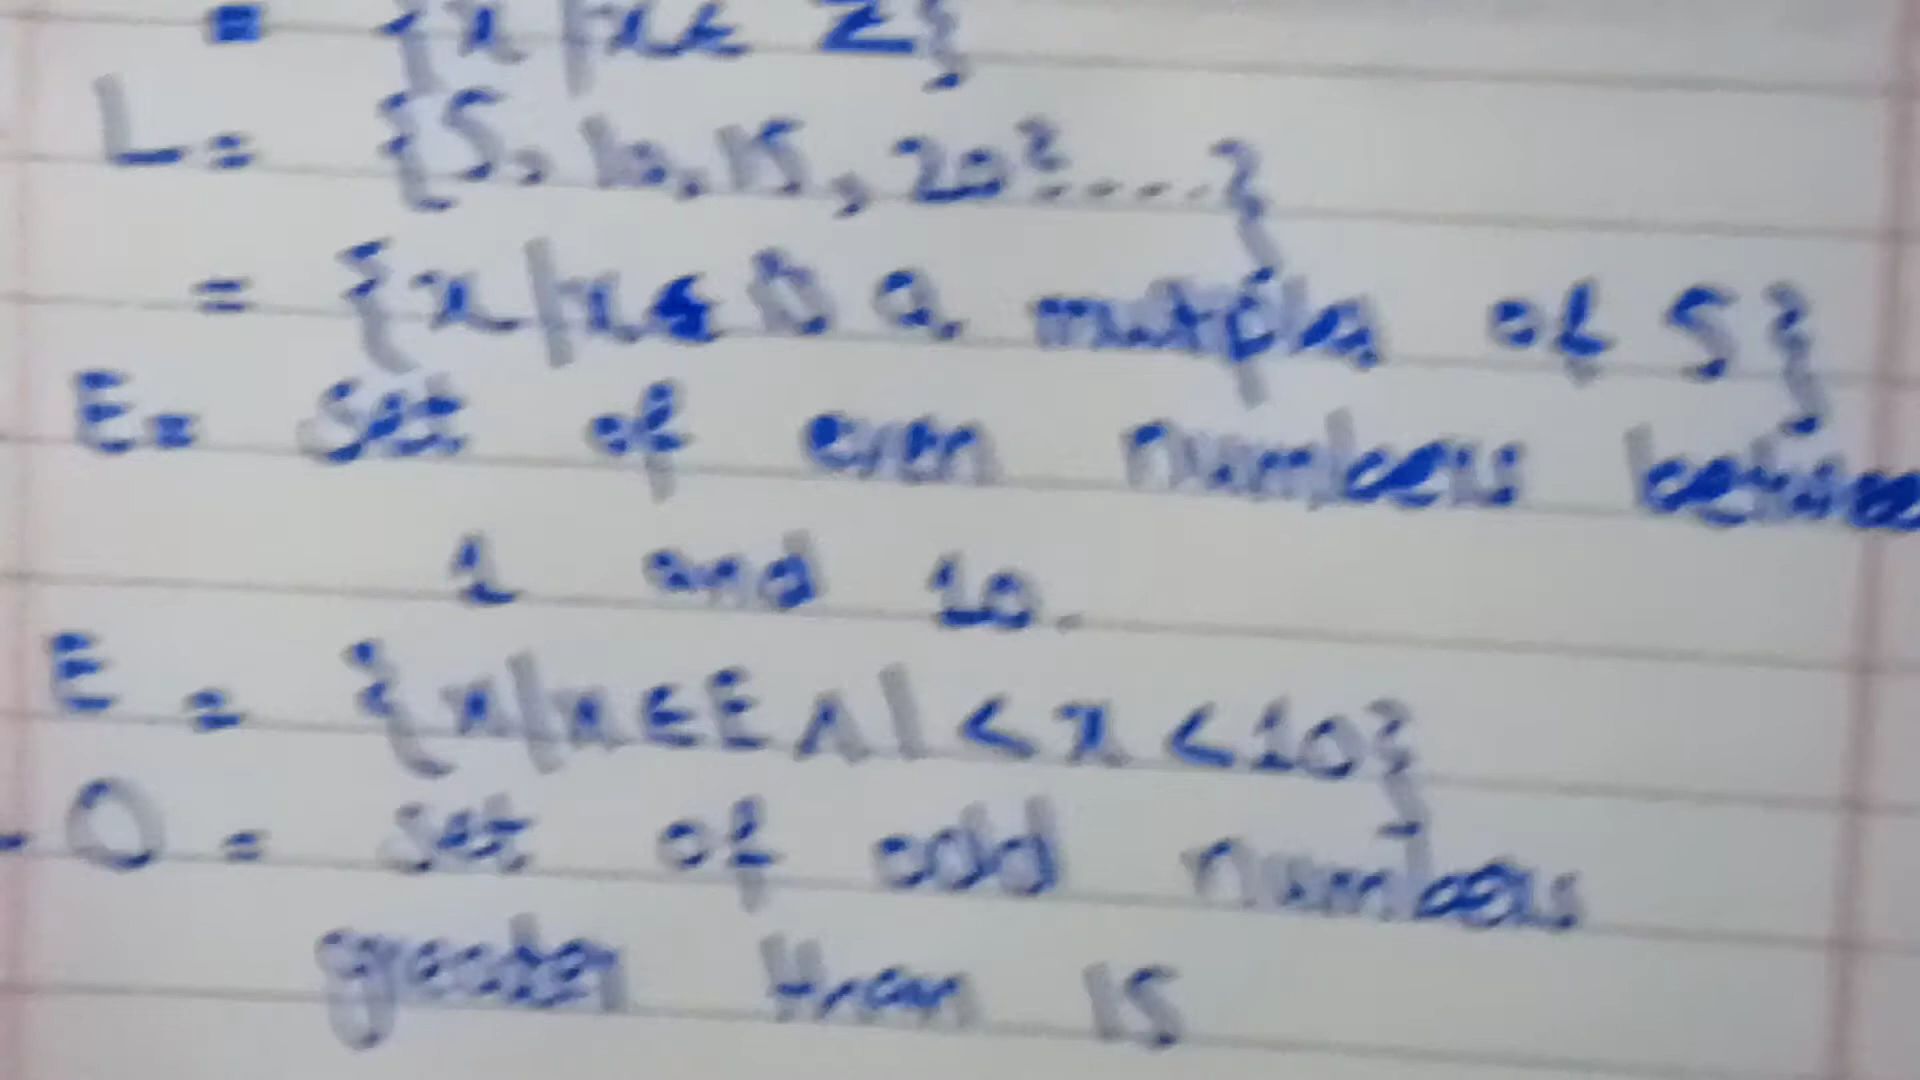 = {x/x∈ Z}
L = {5, 10, 15, 20, ....}
= {x/x is a multiple of 5}
E = Set of even numbers between
1 and 10.
E = {x/x∈E∧1<x<10}
O = set of odd numbers
greater than 15